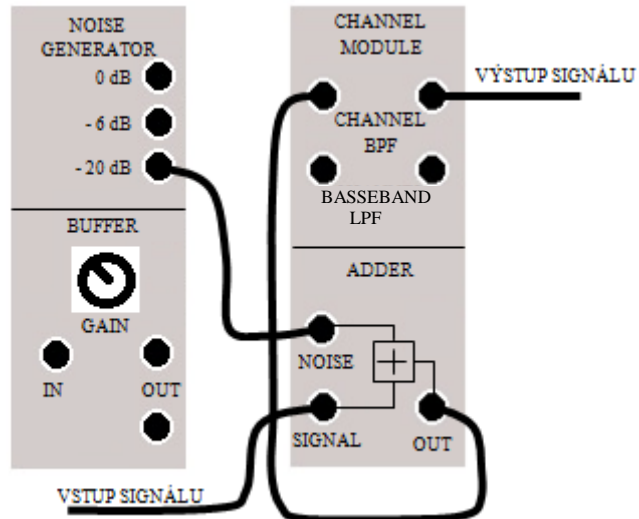 NOISE
GENERATOR
0 dB
- 6 dB
- 20 dB
BUFFER
GAIN
IN
OUT
CHANNEL
MODULE
CHANNEL
BPF
BASSEBAND
LPF
ADDER
NOISE
SIGNAL
OUT
VÝSTUP SIGNÁLU
VSTUP SIGNÁLU